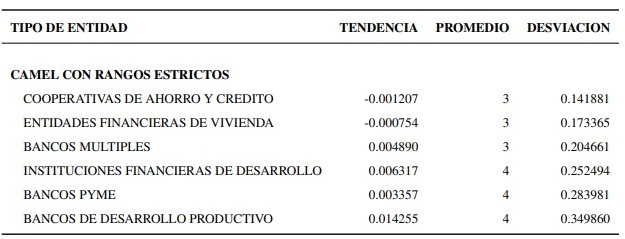 TIPO DE ENTIDAD TENDENCIA PROMEDIO DESVIACION
CAMEL CON RANGOS ESTRICTOS
COOPERATIVAS DE AHORRO Y CREDITO -0.001207 3 0.141881
ENTIDADES FINANCIERAS DE VIVIENDA -0.000754 3 0.173365
BANCOS MULTIPLES 0.004890 3 0.204661
INSTITUCIONES FINANCIERAS DE DESARROLLO 0.006317 4 0.252494
BANCOS PYME 0.003357 4 0.283981
BANCOS DE DESARROLLO PRODUCTIVO 0.014255 4 0.349860